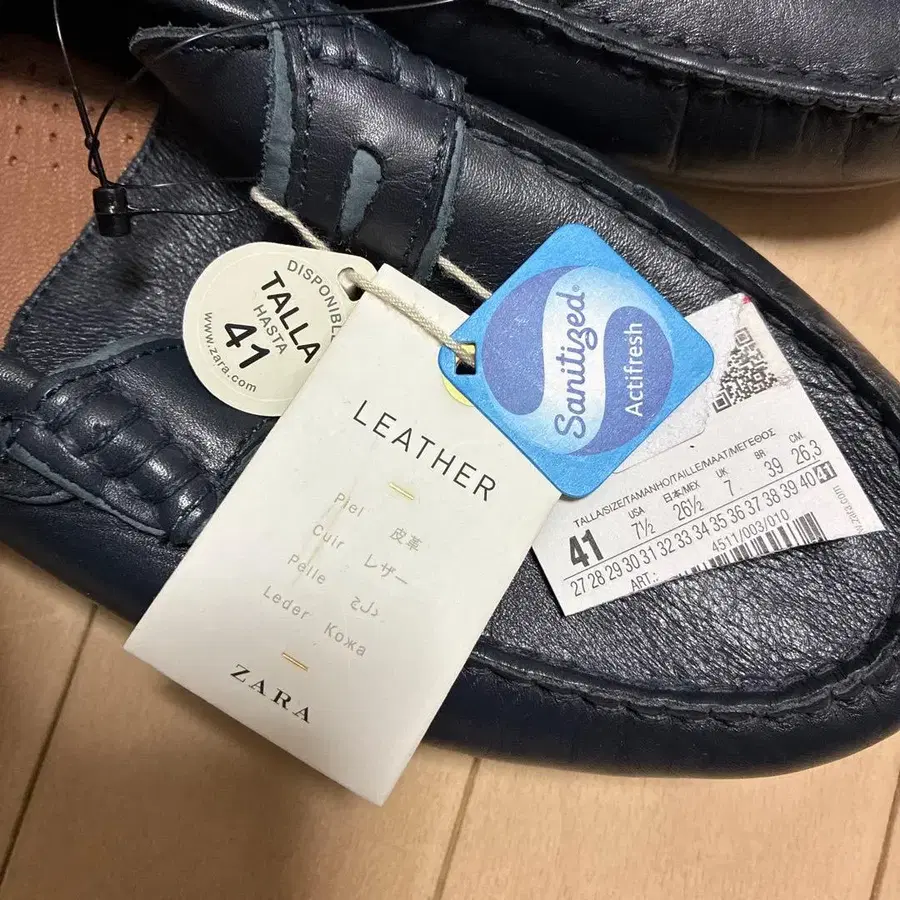 DISPONIBLE
TALLA
HASTA
41
www.zara.com
LEATHER
Piel 皮革
Cuir レザー
Pelle جلد
Leder Кожа
ZARA
Sanitized®
Actifresh
TALLA/SIZE/TAMANHO/TAILLE/MAAT/ΜΕΓΕΘΟΣ
USA 日本/MEX UK BR CM.
41 7½ 26½ 7 39 26,3
27 28 29 30 31 32 33 34 35 36 37 38 39 40 41
ART.: 4511/003/010